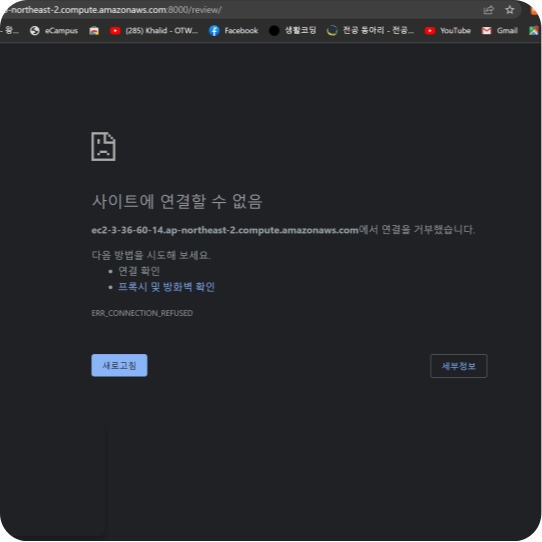 p-northeast-2.compute.amazonaws.com:8000/review/
- 왕... eCampus (285) Khalid - OTW... Facebook 생활코딩 전공 동아리 - 전공... YouTube Gmail
사이트에 연결할 수 없음
ec2-3-36-60-14.ap-northeast-2.compute.amazonaws.com에서 연결을 거부했습니다.
다음 방법을 시도해 보세요.
• 연결 확인
• 프록시 및 방화벽 확인
ERR_CONNECTION_REFUSED
새로고침 세부정보